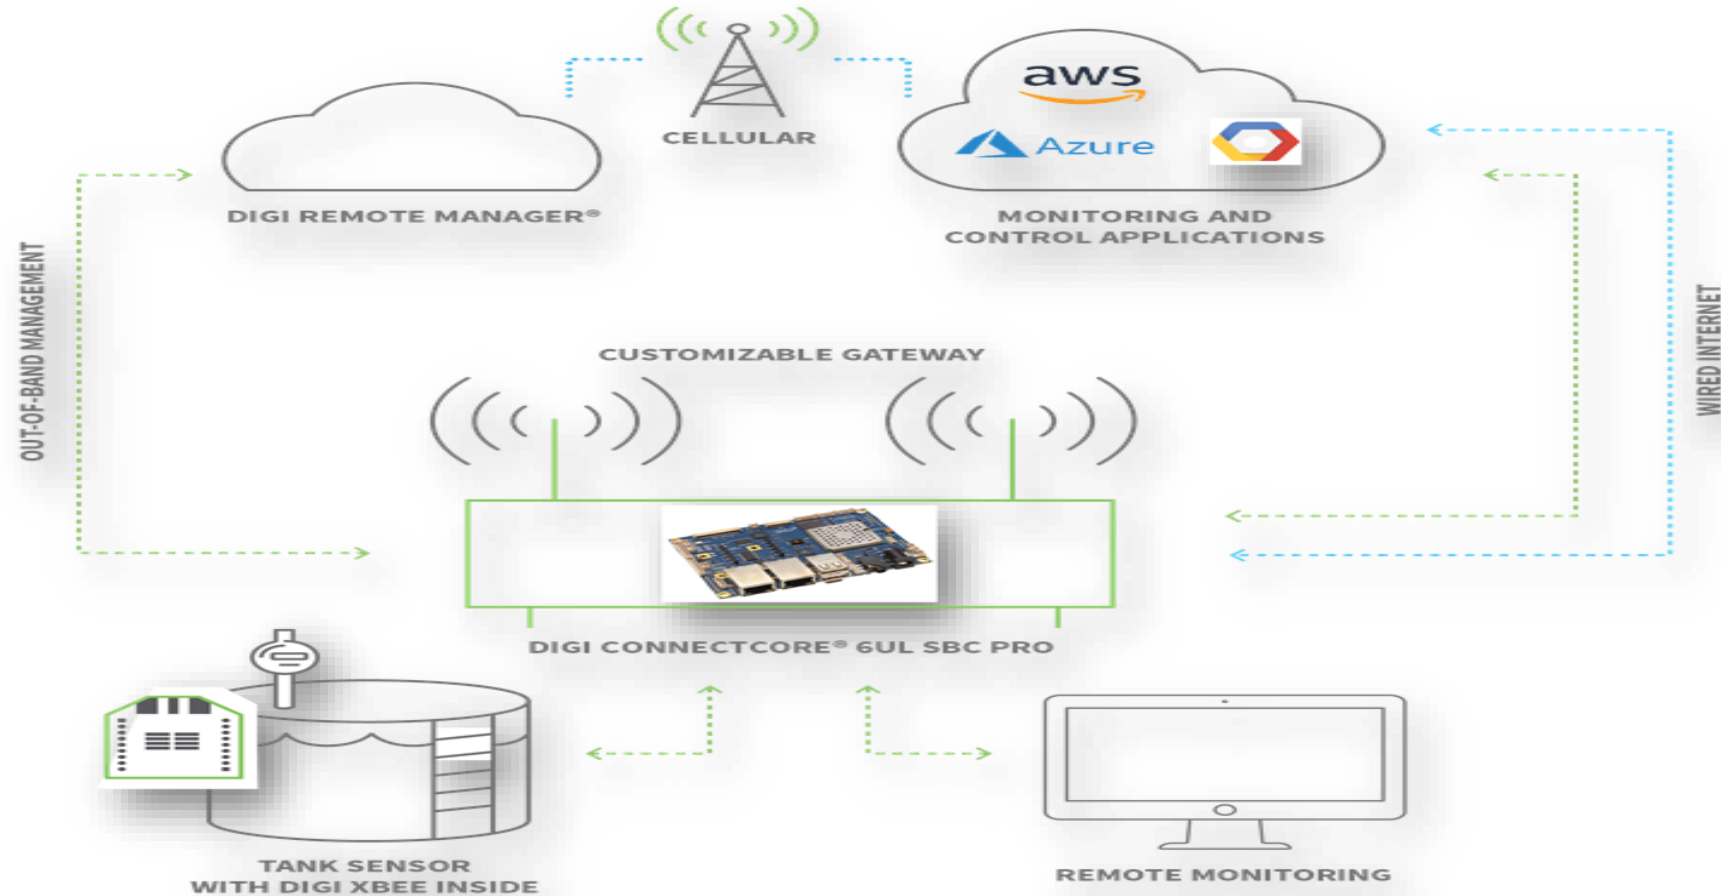 CELLULAR
aws
Azure
DIGI REMOTE MANAGER®
MONITORING AND
CONTROL APPLICATIONS
OUT-OF-BAND MANAGEMENT
WIRED INTERNET
CUSTOMIZABLE GATEWAY
DIGI CONNECTCORE® 6UL SBC PRO
TANK SENSOR
WITH DIGI XBEE INSIDE
REMOTE MONITORING